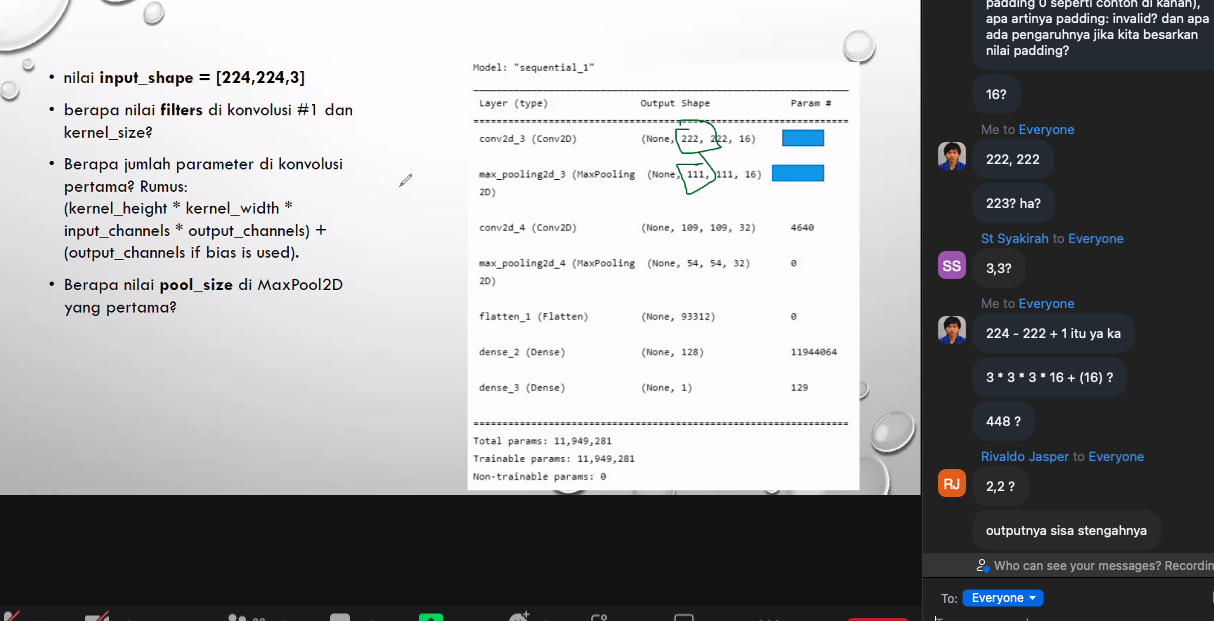 • nilai input_shape = [224,224,3]
• berapa nilai filters di konvolusi #1 dan
kernel_size?
• Berapa jumlah parameter di konvolusi
pertama? Rumus:
(kernel_height * kernel_width *
input_channels * output_channels) +
(output_channels if bias is used).
• Berapa nilai pool_size di MaxPool2D
yang pertama?
Model: "sequential_1"
Layer (type) Output Shape Param #
conv2d_3 (Conv2D) (None, 222, 222, 16)
max_pooling2d_3 (MaxPooling (None, 111, 111, 16)
2D)
conv2d_4 (Conv2D) (None, 109, 109, 32) 4640
max_pooling2d_4 (MaxPooling (None, 54, 54, 32) 0
2D)
flatten_1 (Flatten) (None, 93312) 0
dense_2 (Dense) (None, 128) 11944064
dense_3 (Dense) (None, 1) 129
Total params: 11,949,281
Trainable params: 11,949,281
Non-trainable params: 0
padding 0 seperti contoh di kanan),
apa artinya padding: invalid? dan apa
ada pengaruhnya jika kita besarkan
nilai padding?
16?
Me to Everyone
222, 222
223? ha?
St Syakirah to Everyone
SS
3,3?
Me to Everyone
224 - 222 + 1 itu ya ka
3 * 3 * 3 * 16 + (16) ?
448 ?
Rivaldo Jasper to Everyone
RJ
2,2 ?
outputnya sisa stengahnya
Who can see your messages? Recordin
To: Everyone